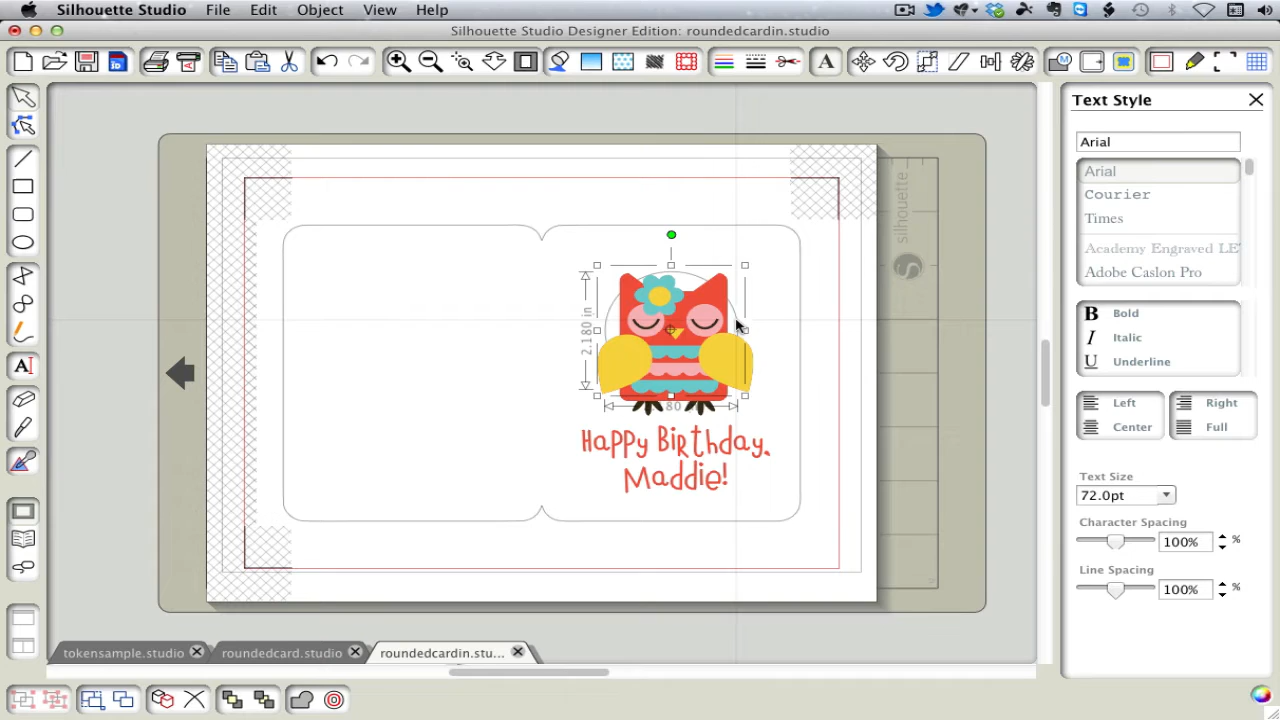 Silhouette Studio File Edit Object View Help
Silhouette Studio Designer Edition: roundedcardin.studio
Text Style
Arial
Arial
Courier
Times
Academy Engraved LE
Adobe Caslon Pro
B Bold
I Italic
U Underline
Left Right
Center Full
Text Size
72.0pt
Character Spacing
100% %
Line Spacing
100% %
silhouette
2.180 in
80
Happy Birthday,
Maddie!
tokensample.studio roundedcard.studio roundedcardin.stu...